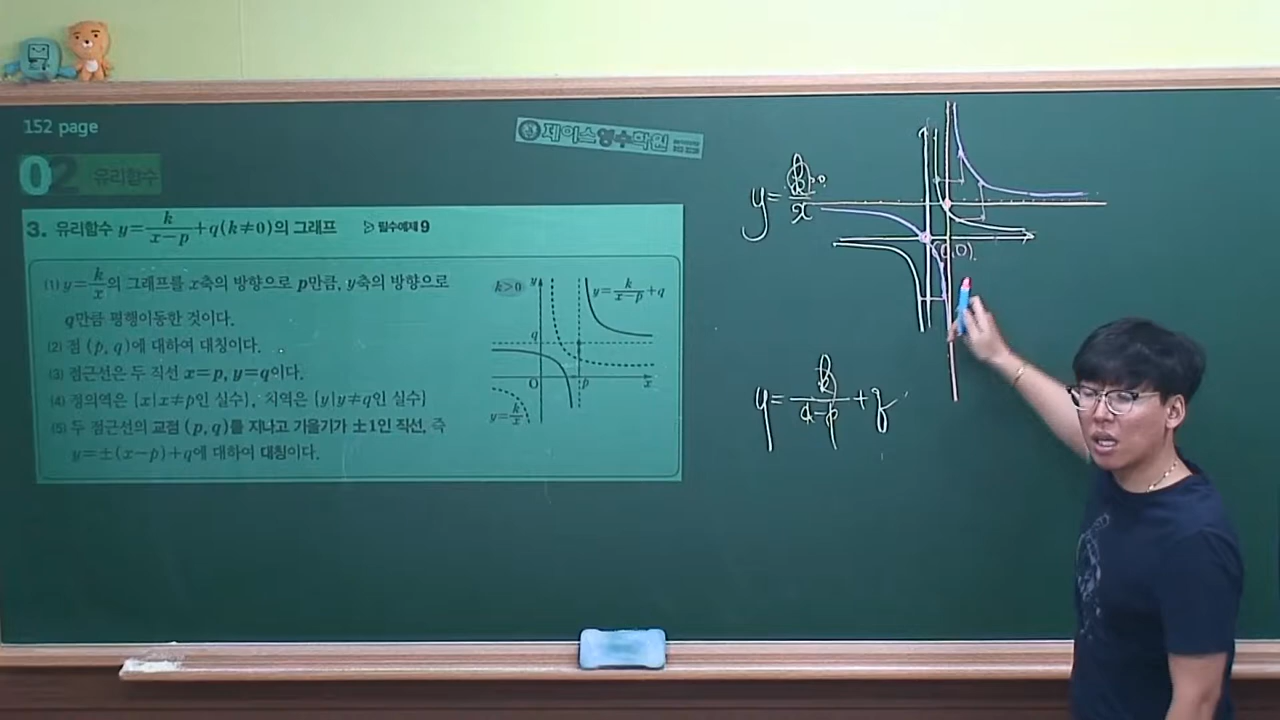 152 page
제이스영수학원
02 유리함수
3. 유리함수 y=k/(x-p)+q(k≠0)의 그래프 ▷ 필수예제 9
(1) y=k/x의 그래프를 x축의 방향으로 p만큼, y축의 방향으로
q만큼 평행이동한 것이다.
(2) 점 (p, q)에 대하여 대칭이다.
(3) 점근선은 두 직선 x=p, y=q이다.
(4) 정의역은 {x|x≠p인 실수}, 치역은 {y|y≠q인 실수}
(5) 두 점근선의 교점 (p, q)를 지나고 기울기가 ±1인 직선, 즉
y=±(x-p)+q에 대하여 대칭이다.
k>0
y
y=k/(x-p)+q
q
O
p
x
y=k/x
y=k/x
(0,0)
y=k/(x-p)+q